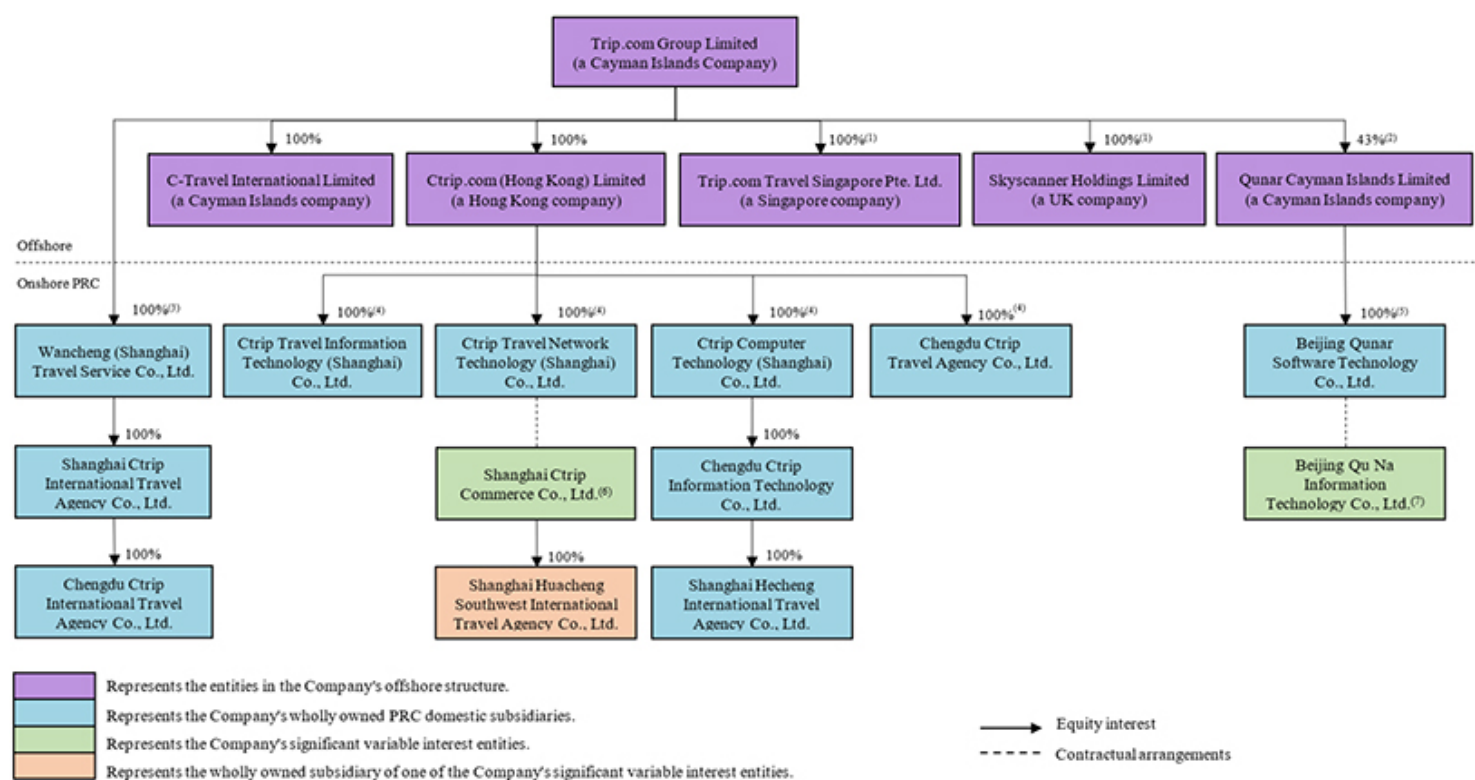 Trip.com Group Limited
(a Cayman Islands Company)
100%
100%
100%(1)
100%(1)
43%(2)
C-Travel International Limited
(a Cayman Islands company)
Ctrip.com (Hong Kong) Limited
(a Hong Kong company)
Trip.com Travel Singapore Pte. Ltd.
(a Singapore company)
Skyscanner Holdings Limited
(a UK company)
Qunar Cayman Islands Limited
(a Cayman Islands company)
Offshore
Onshore PRC
100%(3)
100%(4)
100%(4)
100%(4)
100%(4)
100%(5)
Wancheng (Shanghai)
Travel Service Co., Ltd.
Ctrip Travel Information
Technology (Shanghai)
Co., Ltd.
Ctrip Travel Network
Technology (Shanghai)
Co., Ltd.
Ctrip Computer
Technology (Shanghai)
Co., Ltd.
Chengdu Ctrip
Travel Agency Co., Ltd.
Beijing Qunar
Software Technology
Co., Ltd.
100%
100%
Shanghai Ctrip
International Travel
Agency Co., Ltd.
Shanghai Ctrip
Commerce Co., Ltd.(6)
Chengdu Ctrip
Information Technology
Co., Ltd.
Beijing Qu Na
Information
Technology Co., Ltd.(7)
100%
100%
100%
Chengdu Ctrip
International Travel
Agency Co., Ltd.
Shanghai Huacheng
Southwest International
Travel Agency Co., Ltd.
Shanghai Hecheng
International Travel
Agency Co., Ltd.
Represents the entities in the Company's offshore structure.
Represents the Company's wholly owned PRC domestic subsidiaries.
Represents the Company's significant variable interest entities.
Represents the wholly owned subsidiary of one of the Company's significant variable interest entities.
Equity interest
Contractual arrangements